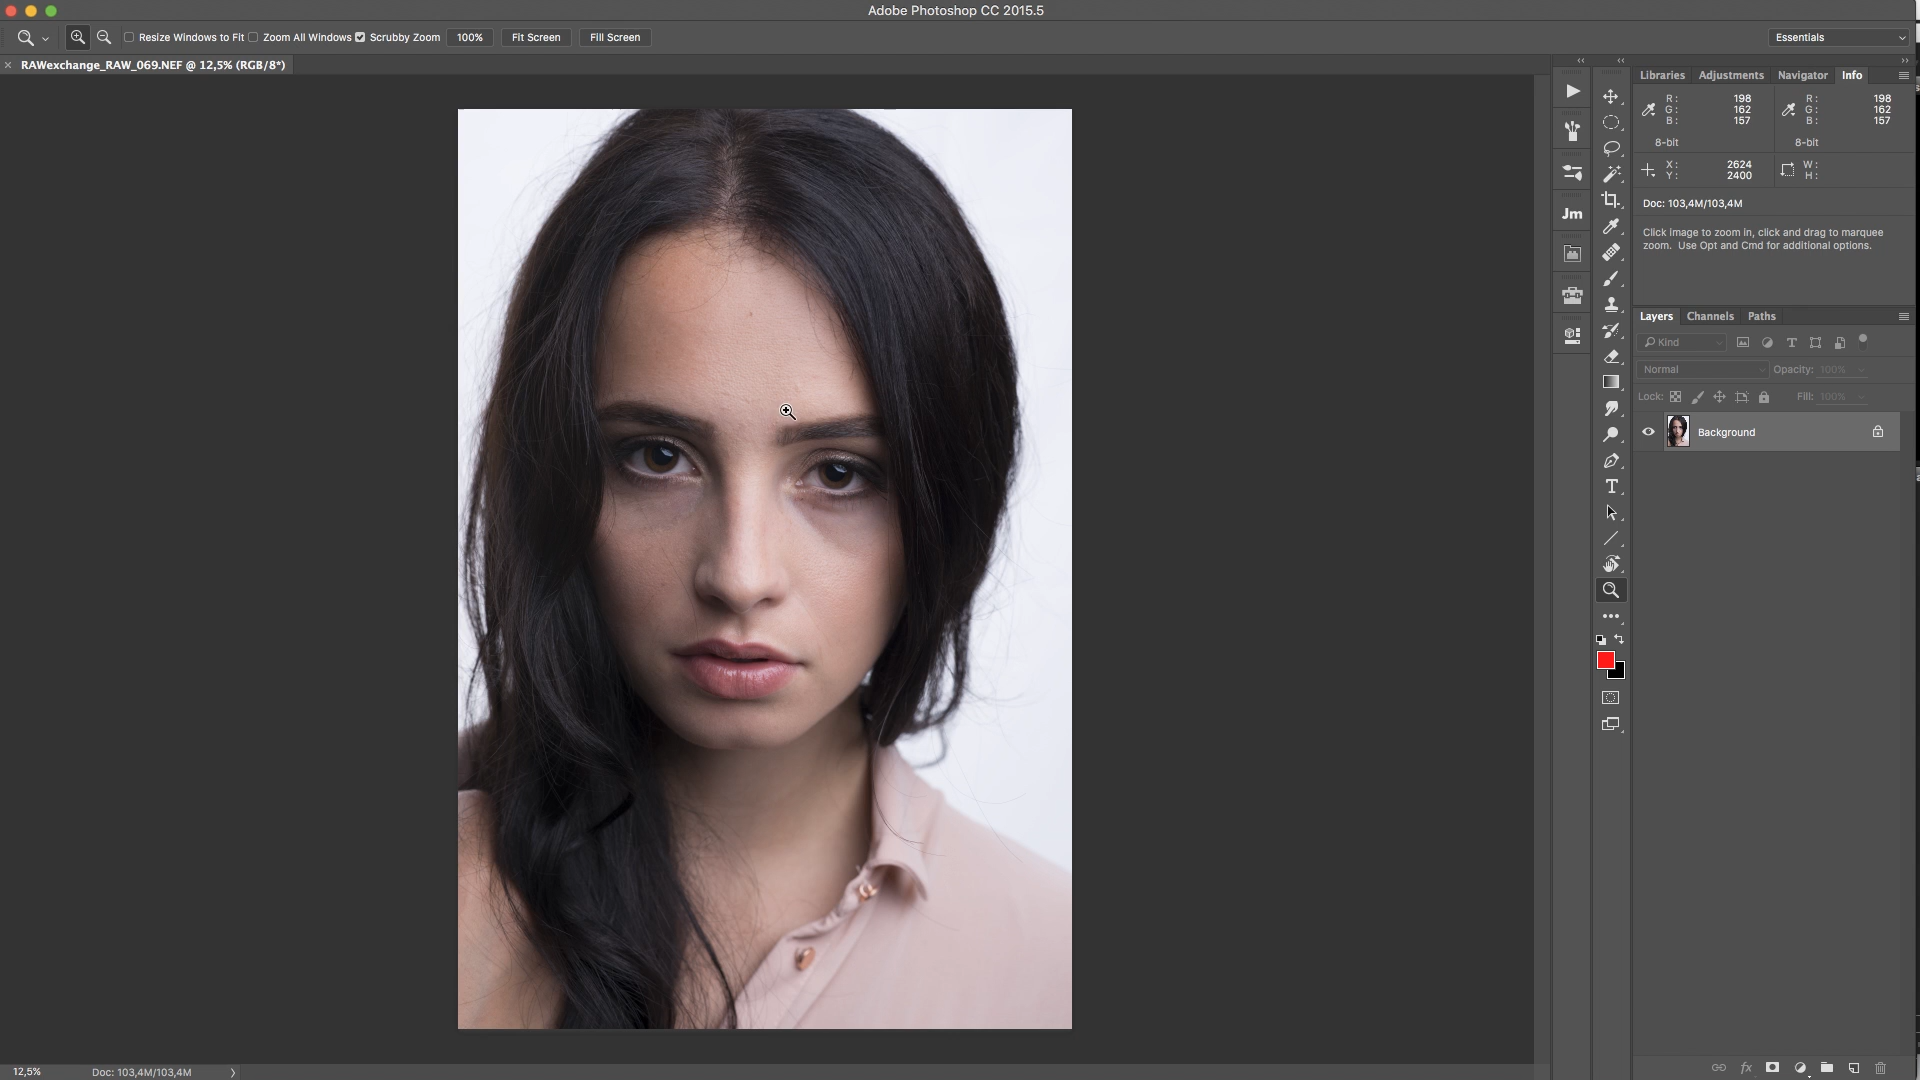 Adobe Photoshop CC 2015.5
Resize Windows to Fit Zoom All Windows Scrubby Zoom 100% Fit Screen Fill Screen Essentials
RAWexchange_RAW_069.NEF @ 12,5% (RGB/8*)
Libraries Adjustments Navigator Info
R: 198 R: 198
G: 162 G: 162
B: 157 B: 157
8-bit 8-bit
X: 2624 W:
Y: 2400 H:
Doc: 103,4M/103,4M
Click image to zoom in, click and drag to marquee
zoom. Use Opt and Cmd for additional options.
Jm
Layers Channels Paths
Kind
Normal Opacity: 100%
Lock: Fill: 100%
Background
T
fx
12,5% Doc: 103,4M/103,4M